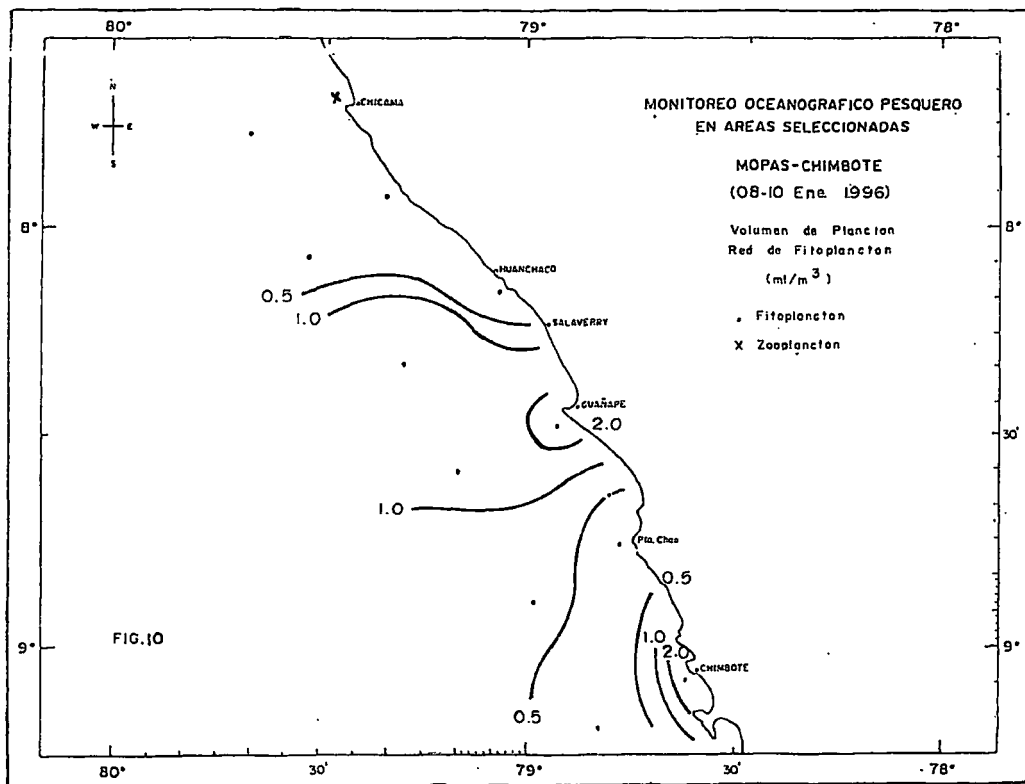 80°
79°
78°
N
W E
S
CHICAMA
MONITOREO OCEANOGRAFICO PESQUERO
EN AREAS SELECCIONADAS
MOPAS-CHIMBOTE
(08-10 Ene. 1996)
Volumen de Plancton
Red de Fitoplancton
(ml/m³)
. Fitoplancton
x Zooplancton
8°
8°
HUANCHACO
0.5
1.0
SALAVERRY
GUAÑAPE
2.0
30'
1.0
Pta. Chao
0.5
FIG.10
9°
1.0
2.0
9°
CHIMBOTE
0.5
80°
30'
79°
30'
78°